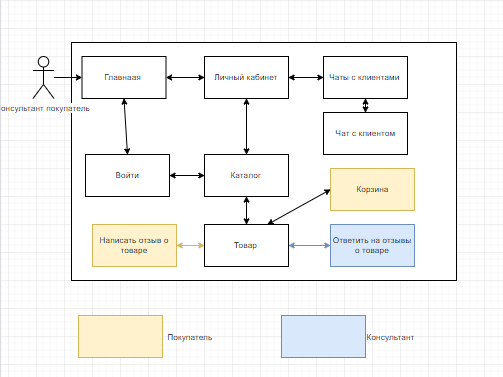 Главнаая
Личный кабинет
Чаты с клиентами
онсультант покупатель
Чат с клиентом
Войти
Каталог
Корзина
Написать отзыв о
товаре
Товар
Ответить на отзывы
о товаре
Покупатель
Консультант